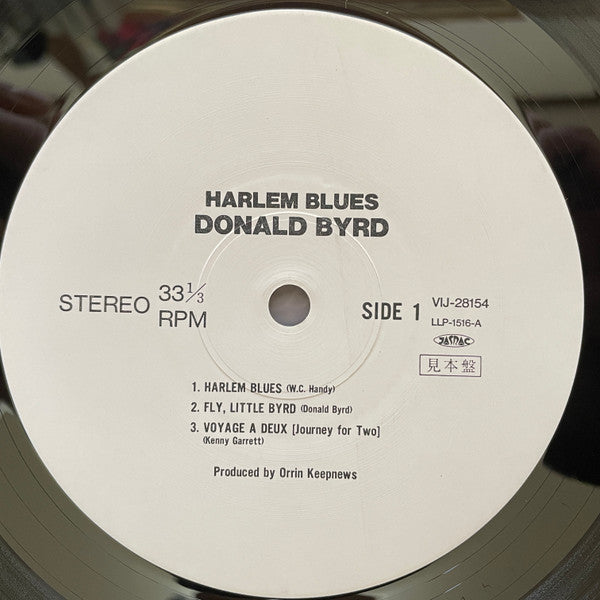 HARLEM BLUES
DONALD BYRD
STEREO 33⅓ RPM
SIDE 1
VIJ-28154
LLP-1516-A
JASRAC
見本盤
1. HARLEM BLUES (W.C. Handy)
2. FLY, LITTLE BYRD (Donald Byrd)
3. VOYAGE A DEUX [Journey for Two]
(Kenny Garrett)
Produced by Orrin Keepnews